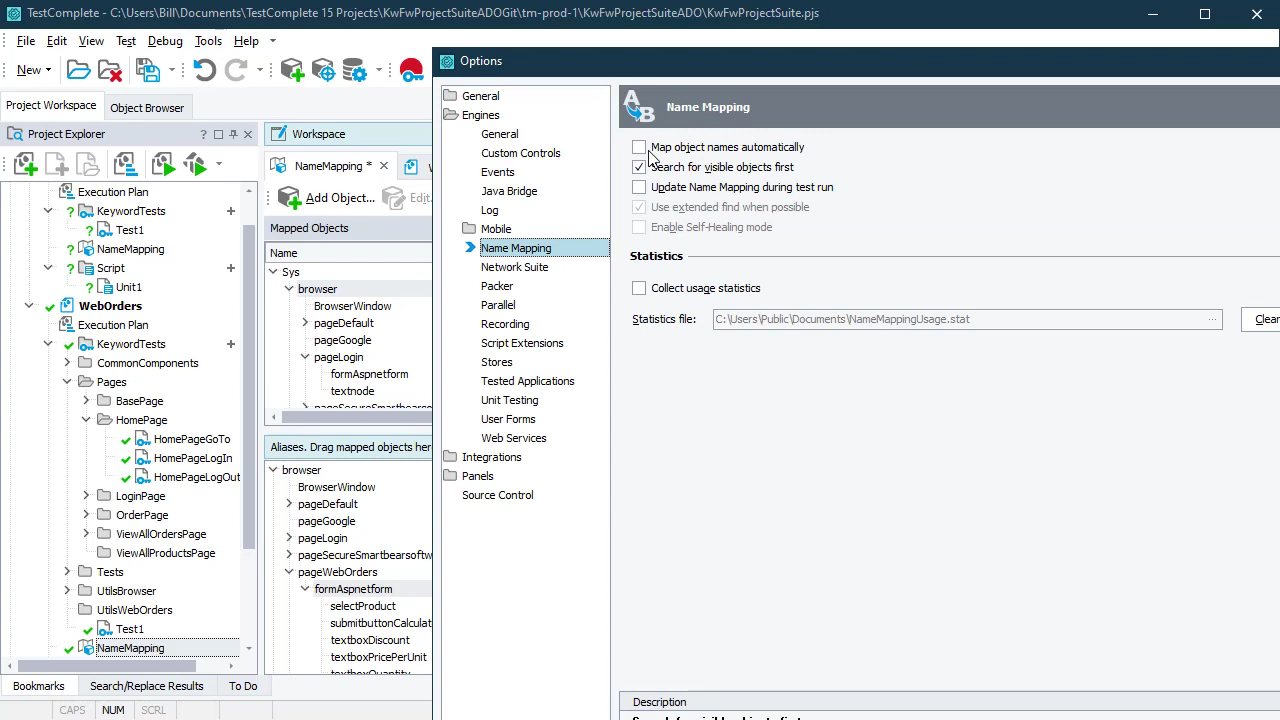 TestComplete - C:\Users\Bill\Documents\TestComplete 15 Projects\KwFwProjectSuiteADOGit\tm-prod-1\KwFwProjectSuiteADO\KwFwProjectSuite.pjs
File Edit View Test Debug Tools Help
New
Project Workspace Object Browser
Project Explorer
Execution Plan
KeywordTests
Test1
NameMapping
Script
Unit1
WebOrders
Execution Plan
KeywordTests
CommonComponents
Pages
BasePage
HomePage
HomePageGoTo
HomePageLogIn
HomePageLogOut
LoginPage
OrderPage
ViewAllOrdersPage
ViewAllProductsPage
Tests
UtilsBrowser
UtilsWebOrders
Test1
NameMapping
Bookmarks Search/Replace Results To Do
CAPS NUM SCRL
Workspace
NameMapping *
Add Object... Edit.
Mapped Objects
Name
Sys
browser
BrowserWindow
pageDefault
pageGoogle
pageLogin
formAspnetform
textnode
pageSecureSmartbearsoftw
Aliases. Drag mapped objects here
browser
BrowserWindow
pageDefault
pageGoogle
pageLogin
pageSecureSmartbearsoftw
pageWebOrders
formAspnetform
selectProduct
submitbuttonCalculat
textboxDiscount
textboxPricePerUnit
textboxQuantity
Options
General
Engines
General
Custom Controls
Events
Java Bridge
Log
Mobile
Name Mapping
Network Suite
Packer
Parallel
Recording
Script Extensions
Stores
Tested Applications
Unit Testing
User Forms
Web Services
Integrations
Panels
Source Control
A B Name Mapping
Map object names automatically
Search for visible objects first
Update Name Mapping during test run
Use extended find when possible
Enable Self-Healing mode
Statistics
Collect usage statistics
Statistics file: C:\Users\Public\Documents\NameMappingUsage.stat ... Clear
Description